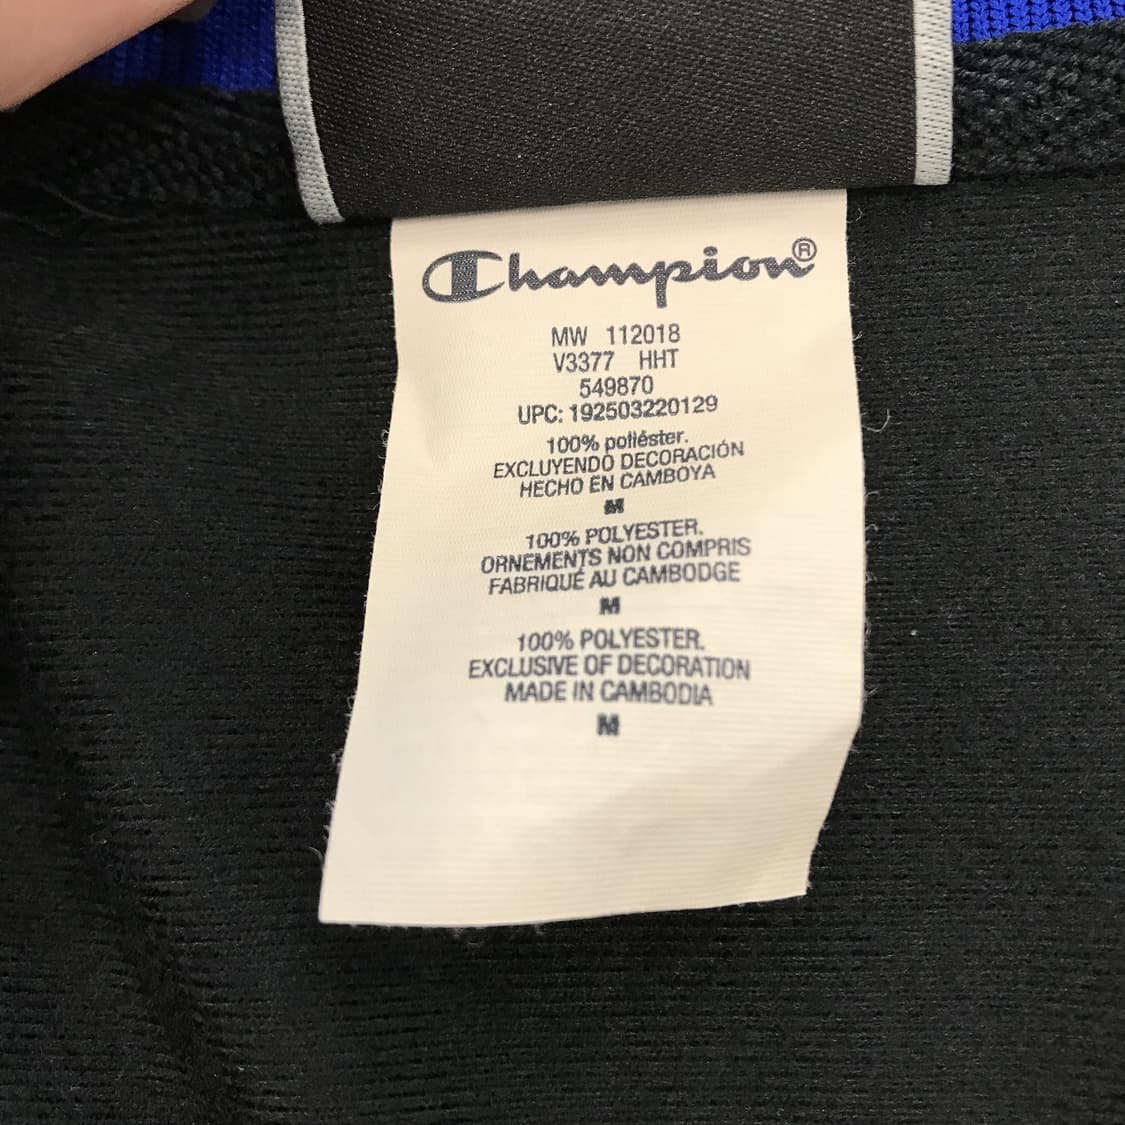 Champion®
MW 112018
V3377 HHT
549870
UPC: 192503220129
100% poliéster.
EXCLUYENDO DECORACIÓN
HECHO EN CAMBOYA
M
100% POLYESTER.
ORNEMENTS NON COMPRIS
FABRIQUÉ AU CAMBODGE
M
100% POLYESTER.
EXCLUSIVE OF DECORATION
MADE IN CAMBODIA
M